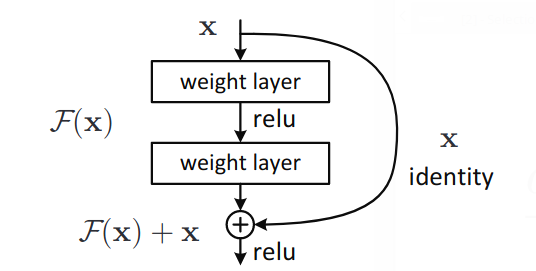 x
weight layer
relu
F(x)
x
weight layer
identity
F(x) + x
relu